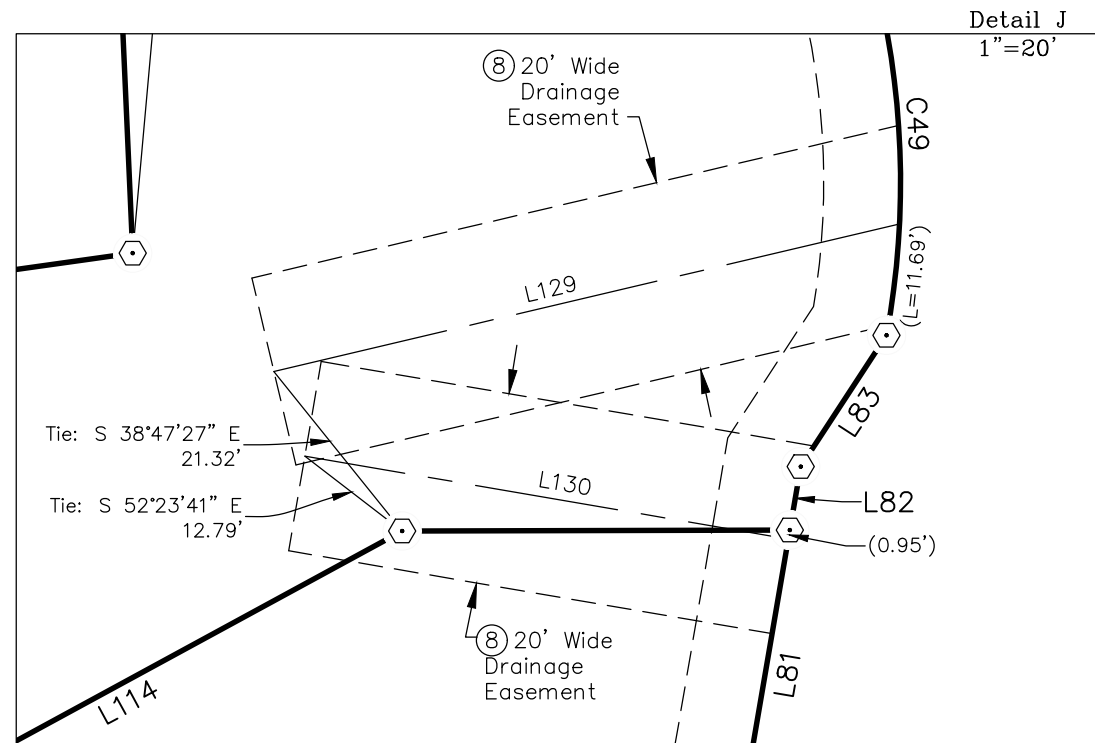 Detail J
1"=20'
8 20' Wide
Drainage
Easement
C49
L129
(L=11.69')
Tie: S 38°47'27" E
21.32'
L83
L130
Tie: S 52°23'41" E
12.79'
L82
(0.95')
8 20' Wide
Drainage
Easement
L81
L114